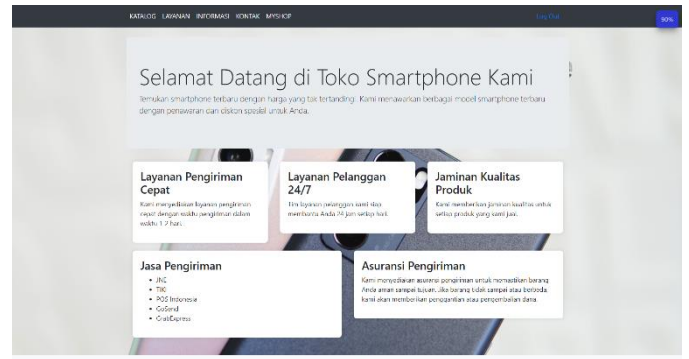 KATALOG LAYANAN INFORMASI KONTAK MYSHOP Log Out
90%
Selamat Datang di Toko Smartphone Kami
Temukan smartphone terbaru dengan harga yang tak tertandingi. Kami menawarkan berbagai model smartphone terbaru
dengan penawaran dan diskon spesial untuk Anda.
Layanan Pengiriman
Cepat
Kami menyediakan layanan pengiriman
cepat dengan waktu pengiriman dalam
waktu 1-2 hari.
Layanan Pelanggan
24/7
Tim layanan pelanggan kami siap
membantu Anda 24 jam setiap hari.
Jaminan Kualitas
Produk
Kami memberikan jaminan kualitas untuk
setiap produk yang kami jual.
Jasa Pengiriman
JNE
TIKI
POS Indonesia
GoSend
GrabExpress
Asuransi Pengiriman
Kami menyediakan asuransi pengiriman untuk memastikan barang
Anda aman sampai tujuan. Jika barang tidak sampai atau berbeda,
kami akan memberikan penggantian atau pengembalian dana.